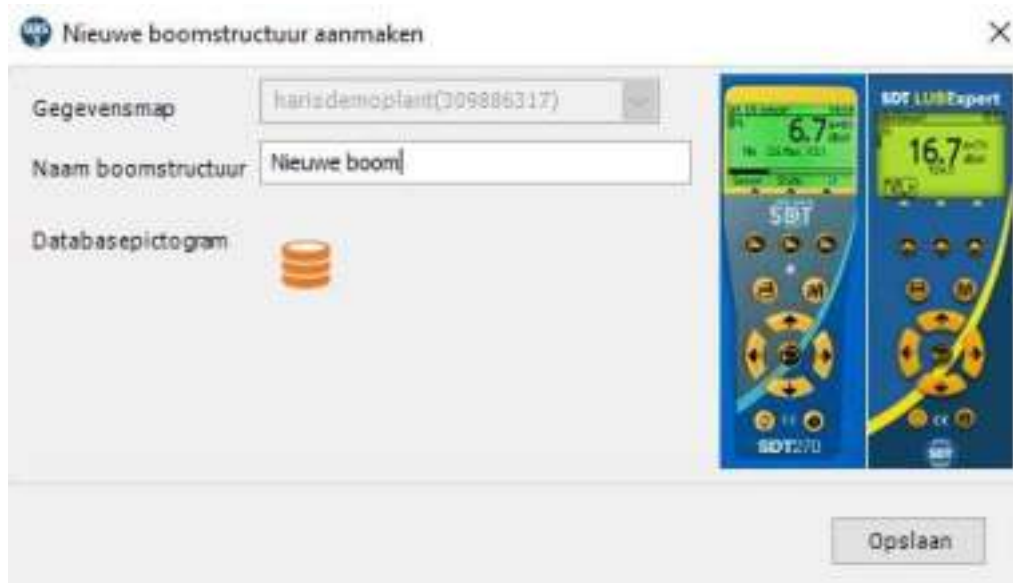 Nieuwe boomstructuur aanmaken
Gegevensmap
harisdemoplant(309886317)
Naam boomstructuur
Nieuwe boom
Databasepictogram
6.7
SDT
SDT270
SDT LUBExpert
16.7
SDT
Opslaan